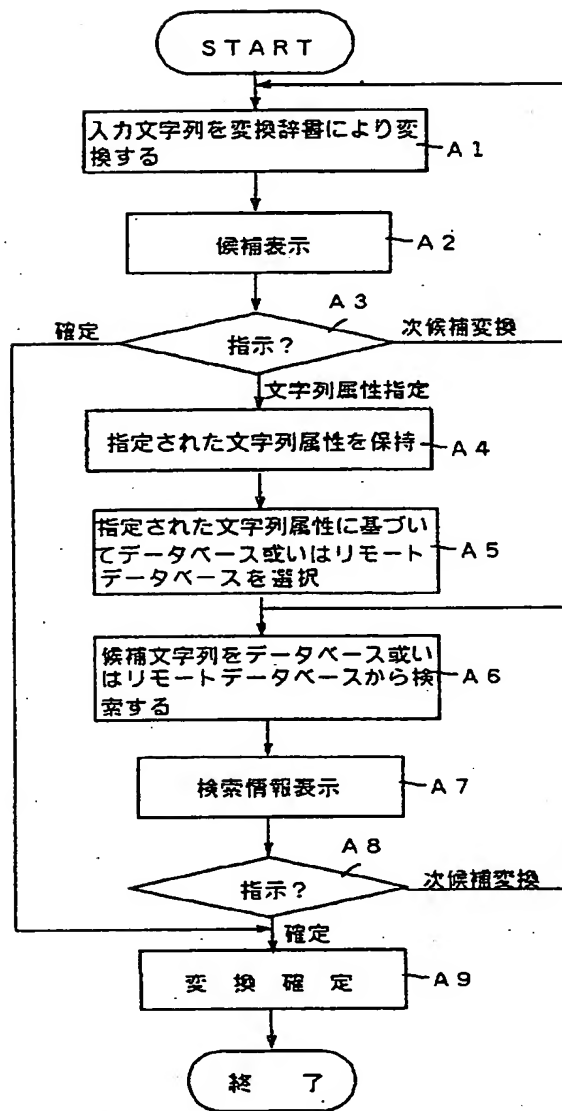 START
入力文字列を変換辞書により変
換する
A1
候補表示
A2
A3
確定
指示?
次候補変換
文字列属性指定
指定された文字列属性を保持
A4
指定された文字列属性に基づい
てデータベース或いはリモート
データベースを選択
A5
候補文字列をデータベース或い
はリモートデータベースから検
索する
A6
検索情報表示
A7
A8
指示?
次候補変換
確定
変換確定
A9
終了